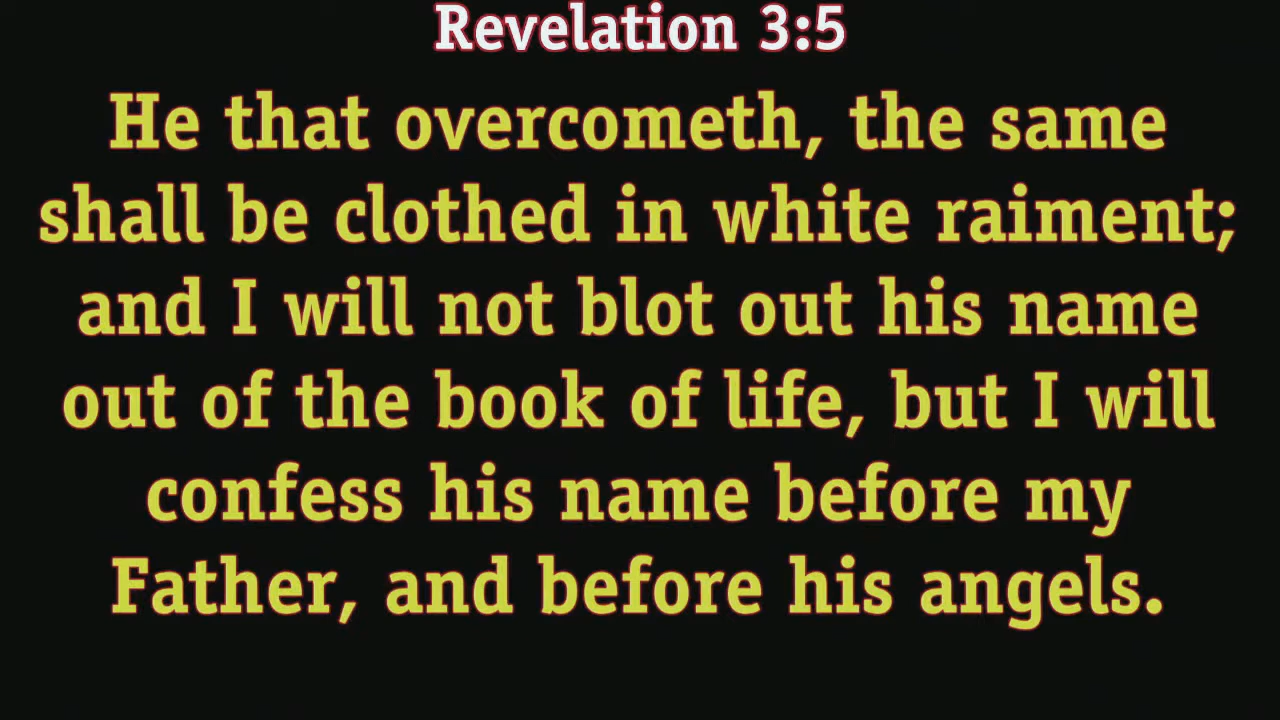 Revelation 3:5
He that overcometh, the same
shall be clothed in white raiment;
and I will not blot out his name
out of the book of life, but I will
confess his name before my
Father, and before his angels.